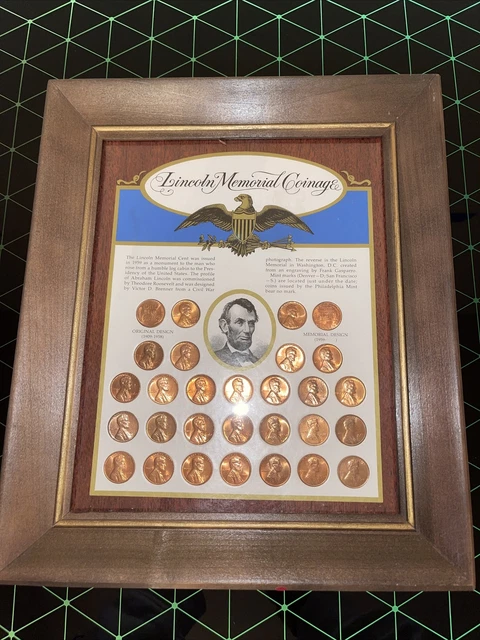 Lincoln Memorial Coinage
The Lincoln Memorial Cent was issued
in 1959 as a monument to the man who
rose from a humble log cabin to the Presi-
dency of the United States. The profile
of Abraham Lincoln was commissioned
by Theodore Roosevelt and was designed
by Victor D. Brenner from a Civil War
photograph. The reverse is the Lincoln
Memorial in Washington, D.C. created
from an engraving by Frank Gasparro.
Mint marks (Denver—D, San Francisco
—S) are located just under the date;
coins issued by the Philadelphia Mint
bear no mark.
ORIGINAL DESIGN
(1909-1958)
MEMORIAL DESIGN
(1959)